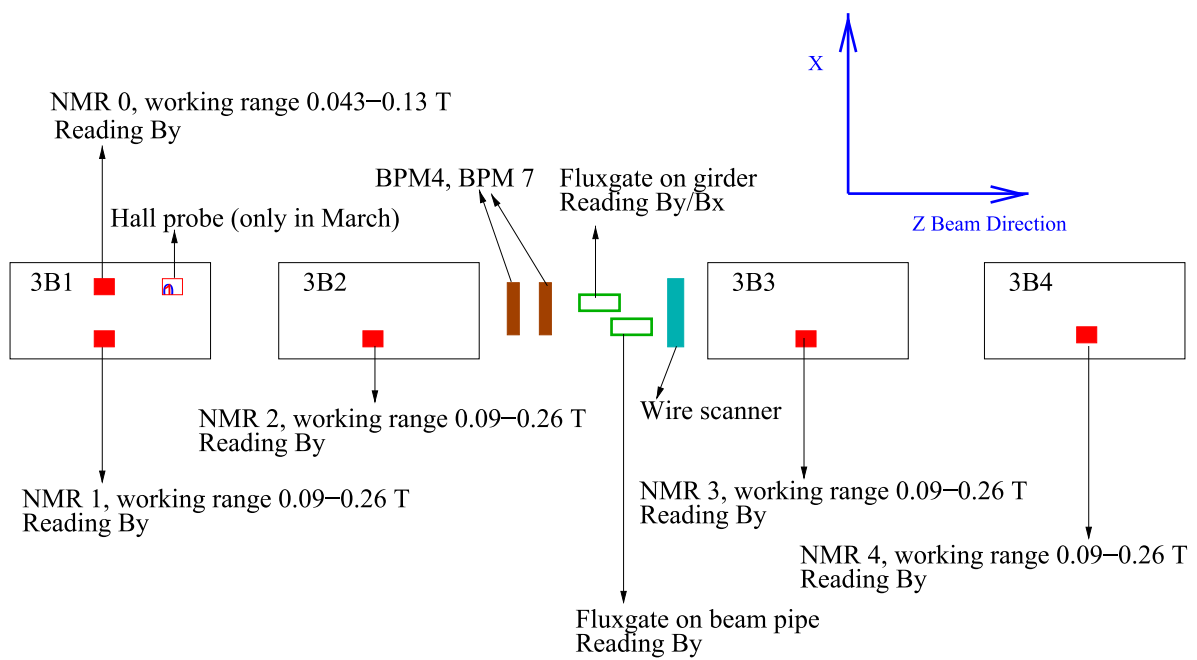 X
Z Beam Direction
NMR 0, working range 0.043−0.13 T
Reading By
Hall probe (only in March)
BPM4, BPM 7
Fluxgate on girder
Reading By/Bx
3B1
3B2
3B3
3B4
Wire scanner
NMR 2, working range 0.09−0.26 T
Reading By
NMR 1, working range 0.09−0.26 T
Reading By
NMR 3, working range 0.09−0.26 T
Reading By
NMR 4, working range 0.09−0.26 T
Reading By
Fluxgate on beam pipe
Reading By